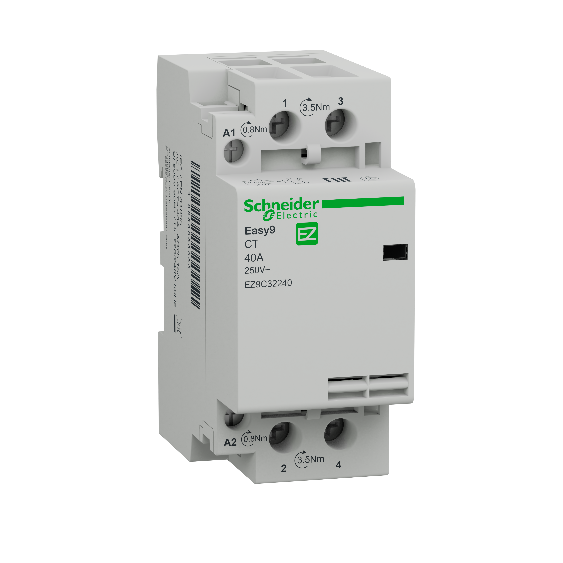 1 3.5Nm 3
A1 0.8Nm
Schneider
Electric
Easy9
EZ
CT
40A
250V~
EZ9C32240
A2 0.8Nm
2 3.5Nm 4